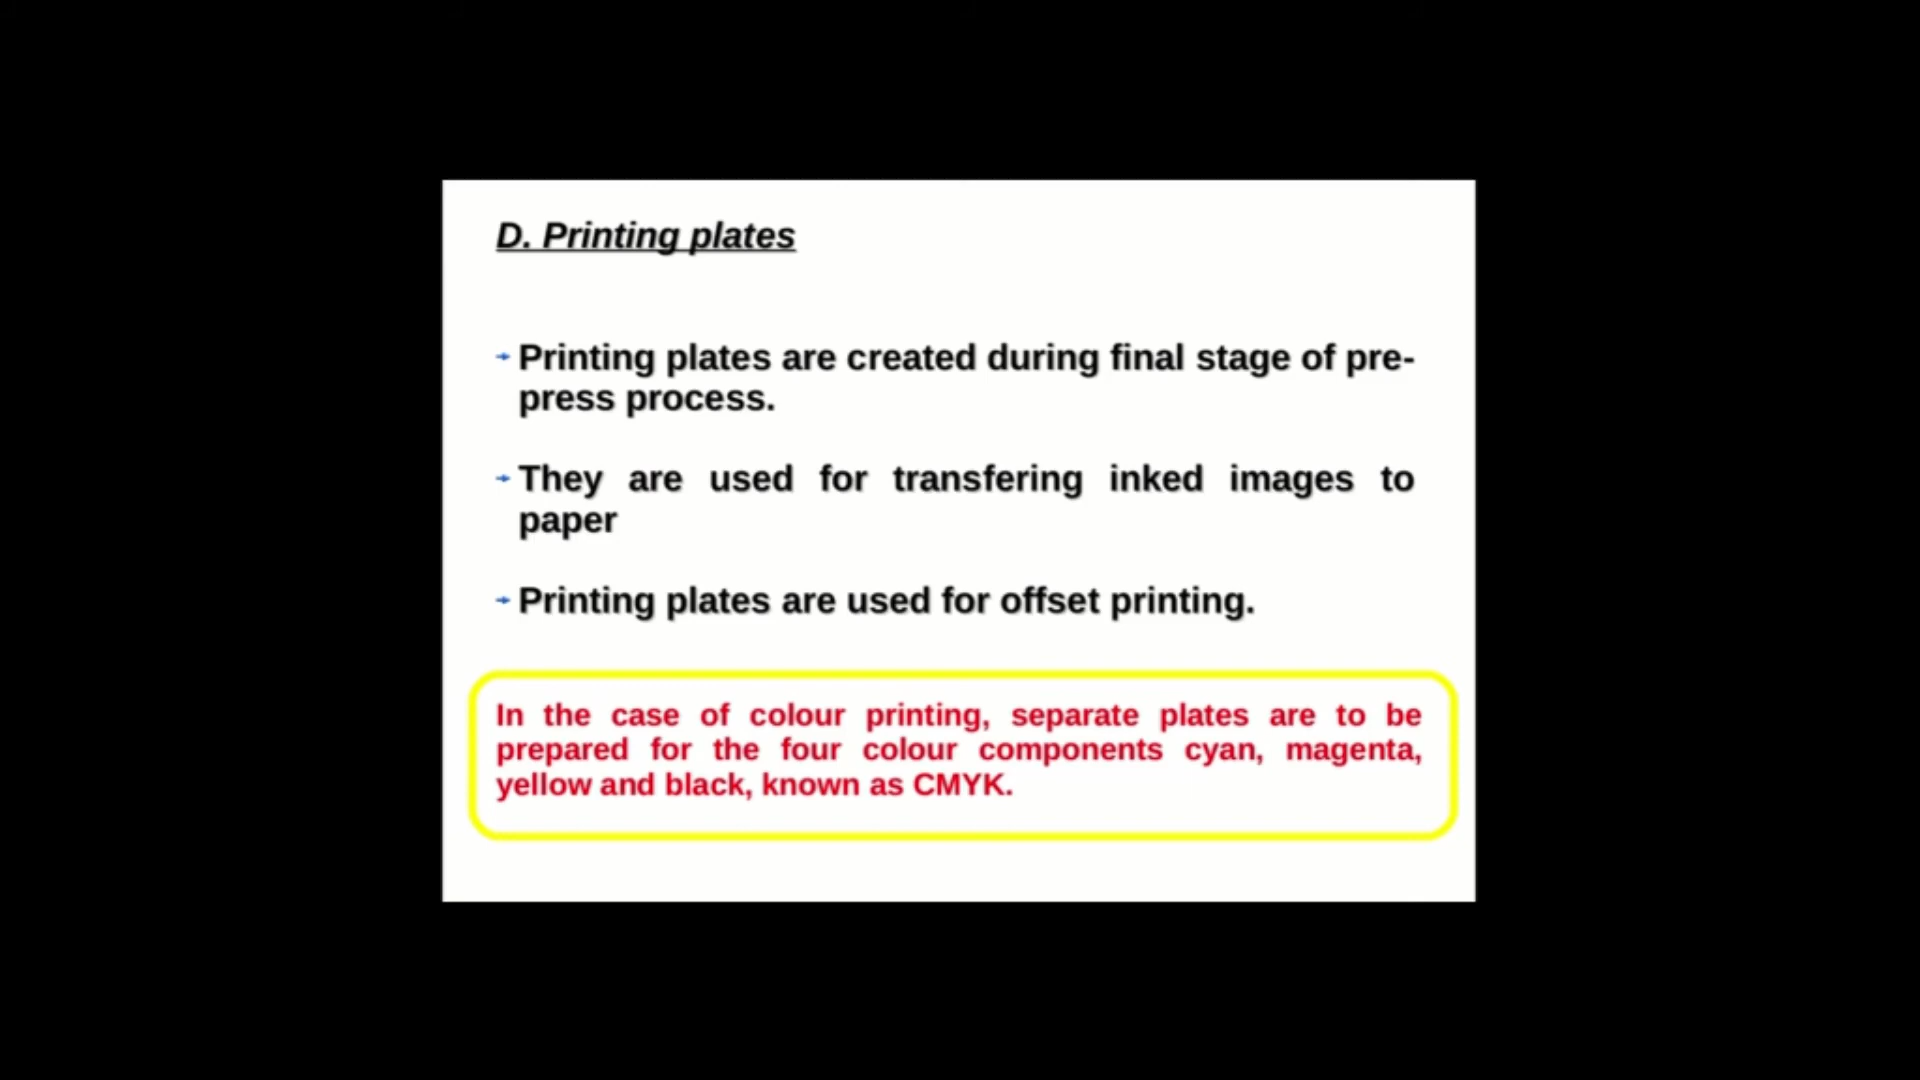 D. Printing plates
Printing plates are created during final stage of pre-
press process.
They are used for transfering inked images to
paper
Printing plates are used for offset printing.
In the case of colour printing, separate plates are to be
prepared for the four colour components cyan, magenta,
yellow and black, known as CMYK.